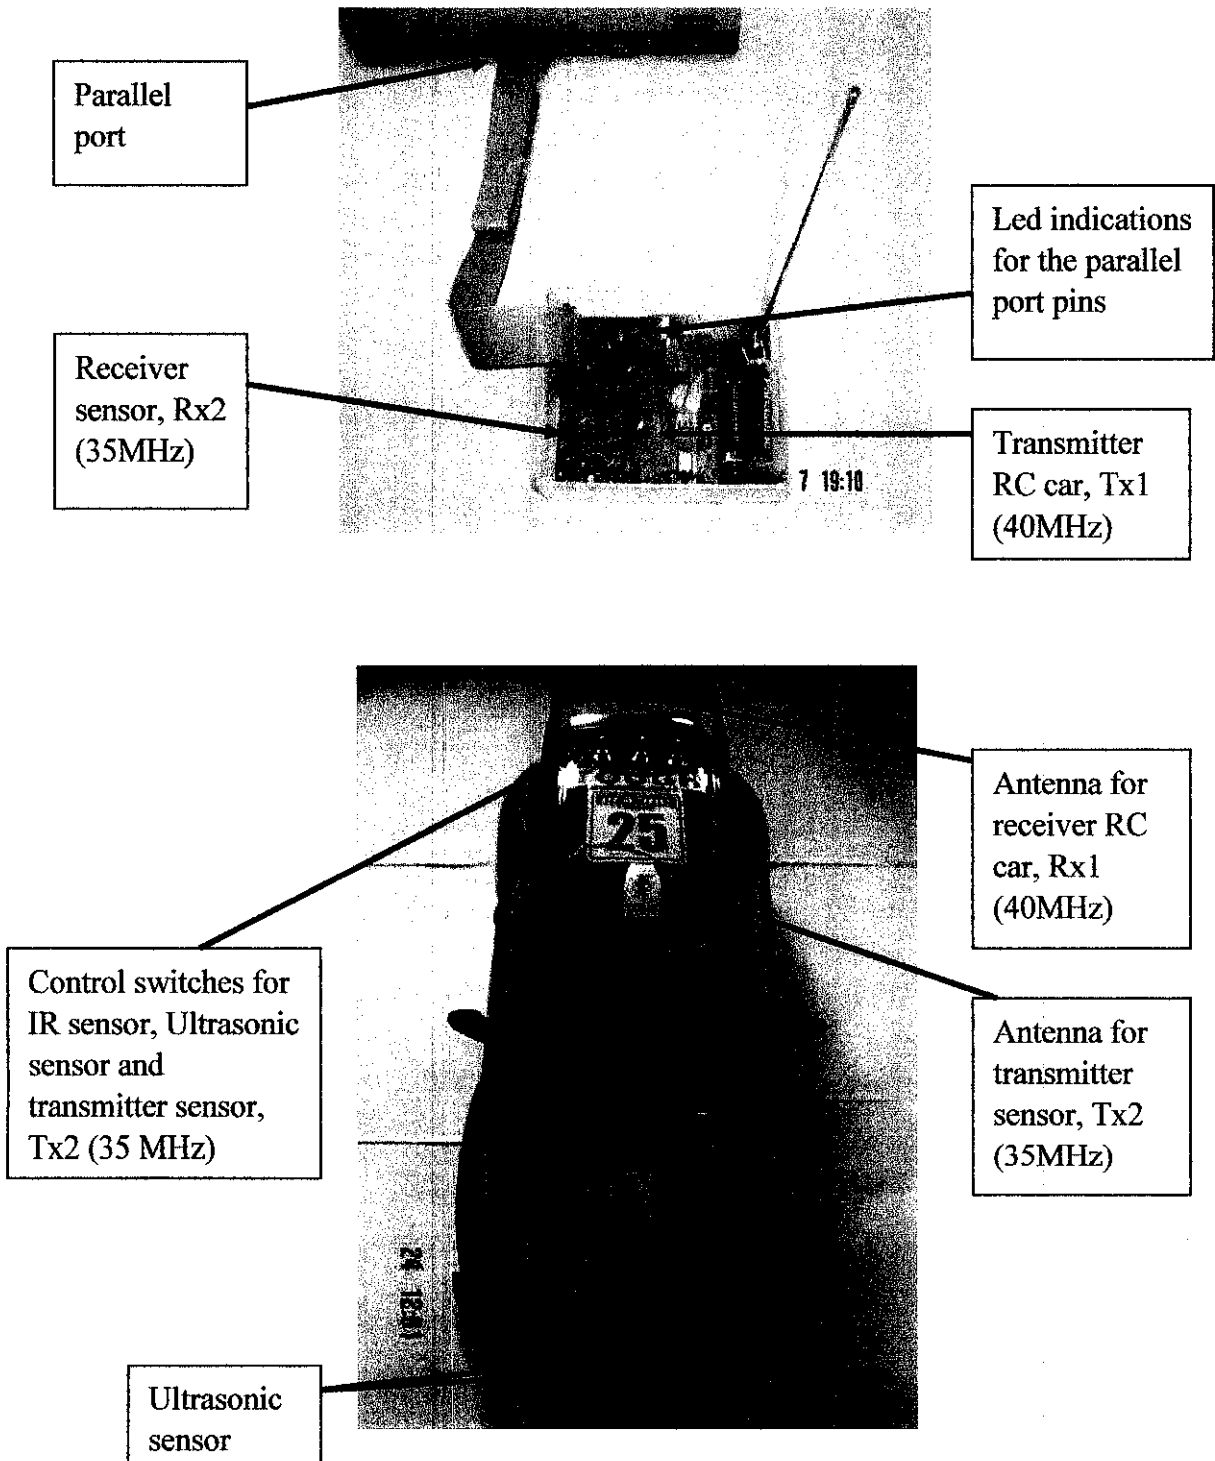 Parallel
port
Led indications
for the parallel
port pins
Receiver
sensor, Rx2
(35MHz)
Transmitter
RC car, Tx1
(40MHz)
7 19:10
25
Antenna for
receiver RC
car, Rx1
(40MHz)
Control switches for
IR sensor, Ultrasonic
sensor and
transmitter sensor,
Tx2 (35 MHz)
Antenna for
transmitter
sensor, Tx2
(35MHz)
Ultrasonic
sensor